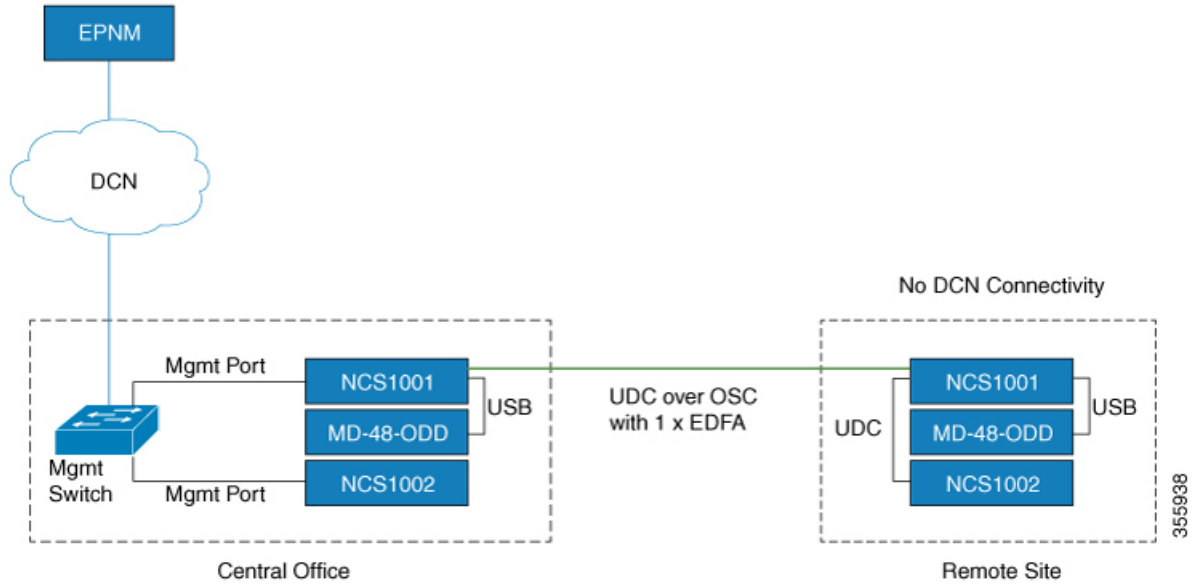 EPNM
DCN
No DCN Connectivity
Mgmt Port
NCS1001
MD-48-ODD
NCS1002
USB
Mgmt
Switch
Mgmt Port
UDC over OSC
with 1 x EDFA
UDC
NCS1001
MD-48-ODD
NCS1002
USB
355938
Central Office
Remote Site